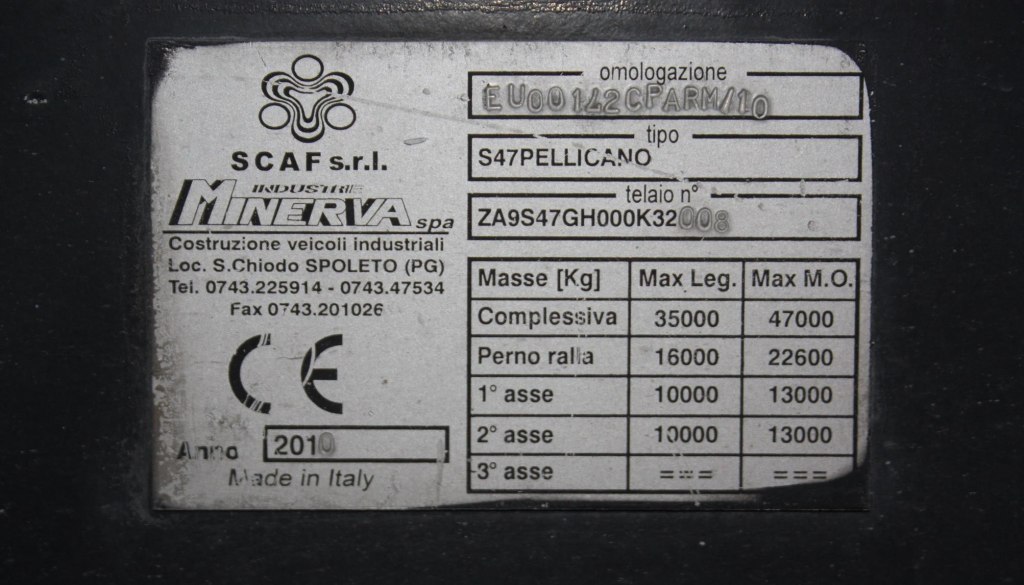 SCAF s.r.l.
INDUSTRIE
MINERVA spa
Costruzione veicoli industriali
Loc. S.Chiodo SPOLETO (PG)
Tel. 0743.225914 - 0743.47534
Fax 0743.201026
CE
Anno 2010
Made in Italy
omologazione
EU00142CPARM/10
tipo
S47PELLICANO
telaio n°
ZA9S47GH000K32008
Masse [Kg] Max Leg. Max M.O.
Complessiva 35000 47000
Perno ralla 16000 22600
1° asse 10000 13000
2° asse 10000 13000
3° asse === ===